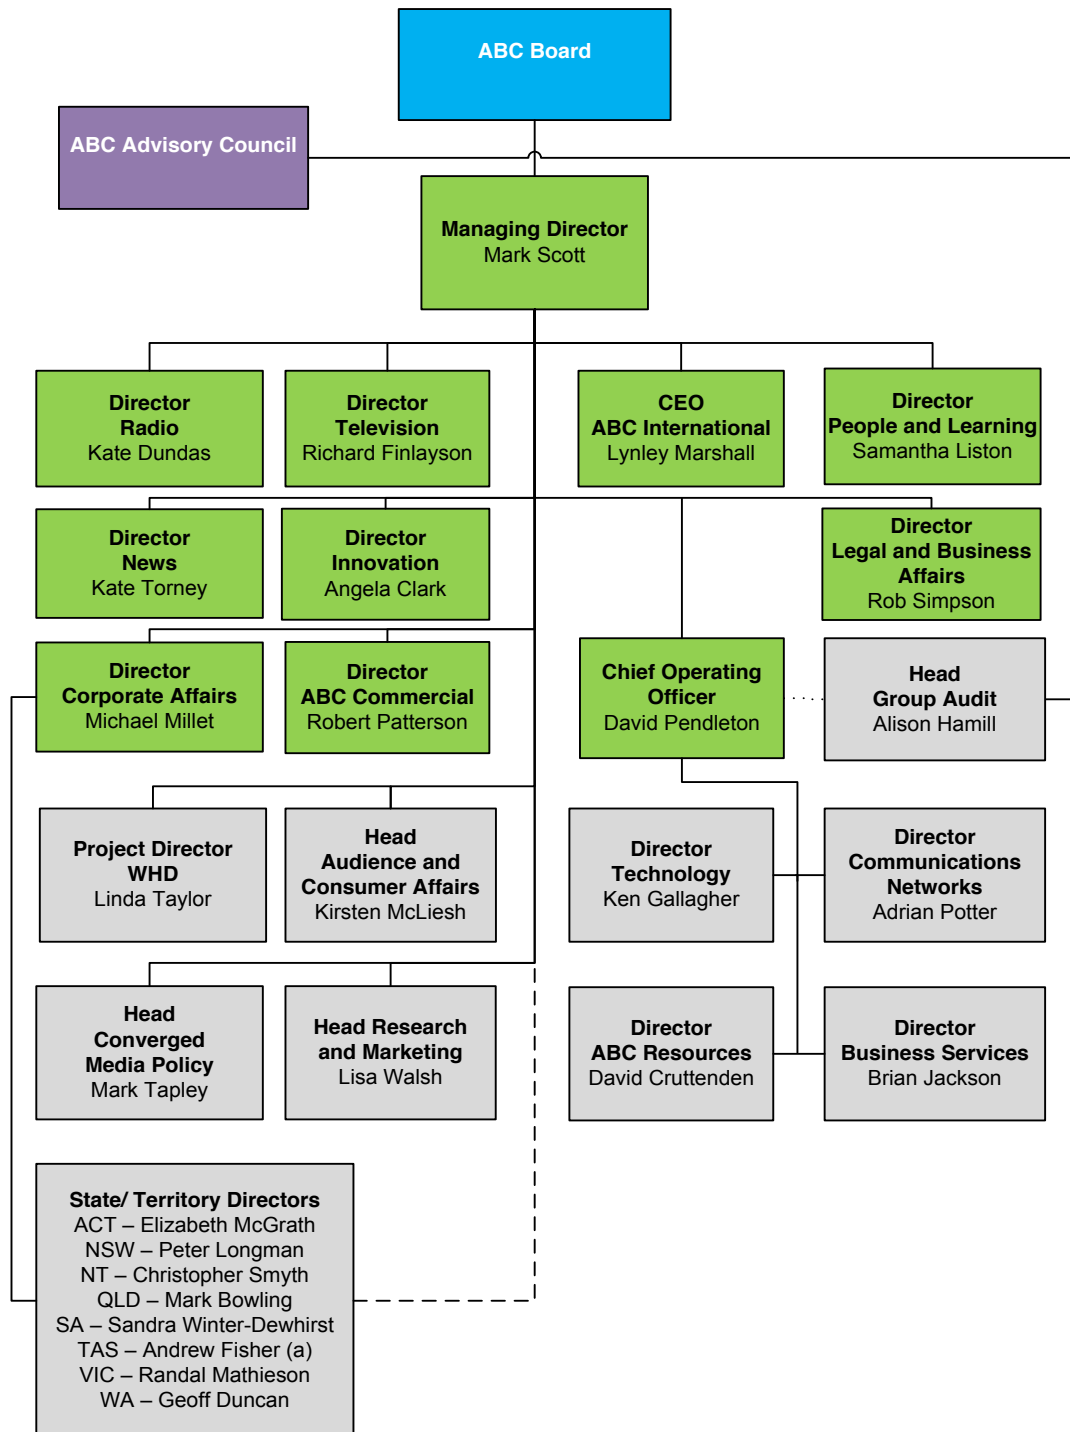 ABC Board
ABC Advisory Council
Managing Director
Mark Scott
Director
Radio
Kate Dundas
Director
Television
Richard Finlayson
CEO
ABC International
Lynley Marshall
Director
People and Learning
Samantha Liston
Director
News
Kate Torney
Director
Innovation
Angela Clark
Director
Legal and Business
Affairs
Rob Simpson
Director
Corporate Affairs
Michael Millet
Director
ABC Commercial
Robert Patterson
Chief Operating
Officer
David Pendleton
Head
Group Audit
Alison Hamill
Project Director
WHD
Linda Taylor
Head
Audience and
Consumer Affairs
Kirsten McLiesh
Director
Technology
Ken Gallagher
Director
Communications
Networks
Adrian Potter
Head
Converged
Media Policy
Mark Tapley
Head Research
and Marketing
Lisa Walsh
Director
ABC Resources
David Cruttenden
Director
Business Services
Brian Jackson
State/ Territory Directors
ACT – Elizabeth McGrath
NSW – Peter Longman
NT – Christopher Smyth
QLD – Mark Bowling
SA – Sandra Winter-Dewhirst
TAS – Andrew Fisher (a)
VIC – Randal Mathieson
WA – Geoff Duncan